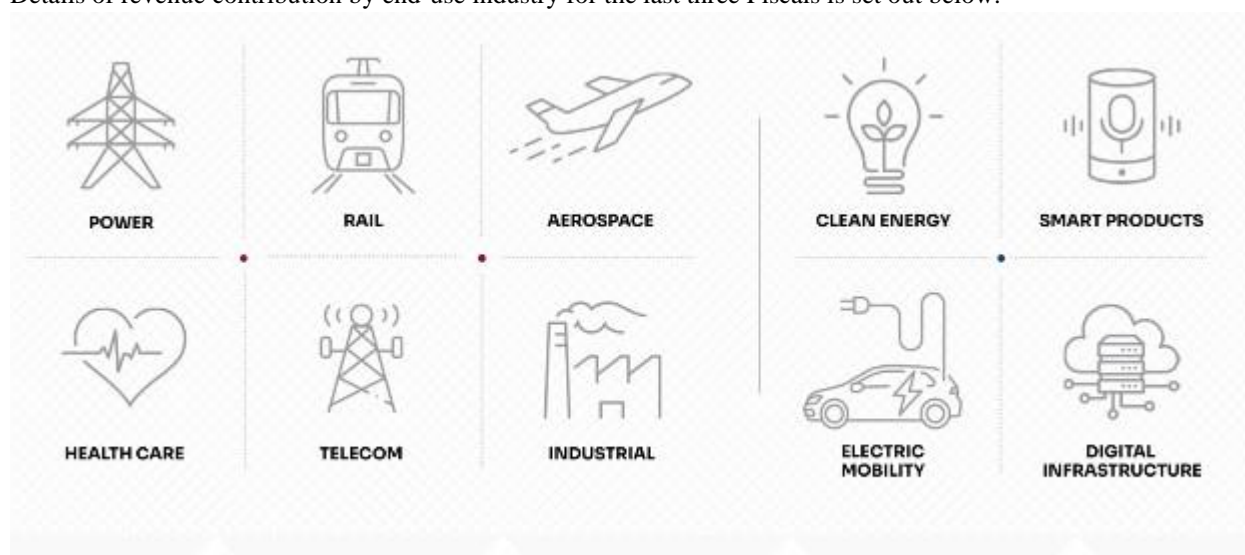 Details of revenue contribution by end-use industry for the last three Fiscals is set out below:
POWER
RAIL
AEROSPACE
CLEAN ENERGY
SMART PRODUCTS
HEALTH CARE
TELECOM
INDUSTRIAL
ELECTRIC
MOBILITY
DIGITAL
INFRASTRUCTURE